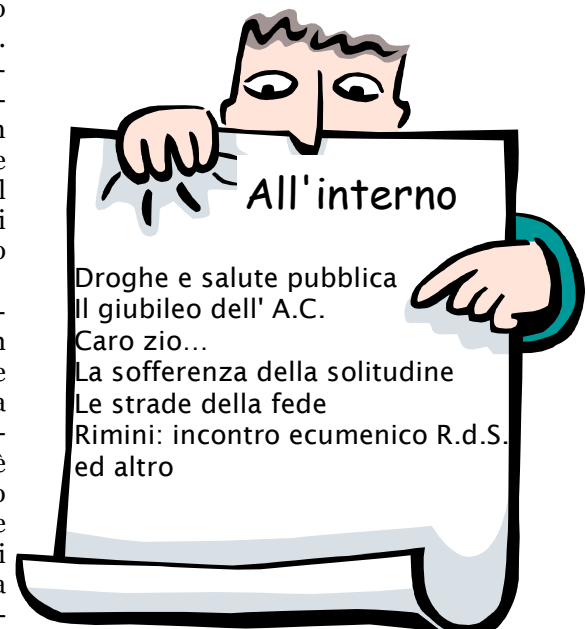 All'interno
Droghe e salute pubblica
Il giubileo dell' A.C.
Caro zio...
La sofferenza della solitudine
Le strade della fede
Rimini: incontro ecumenico R.d.S.
ed altro